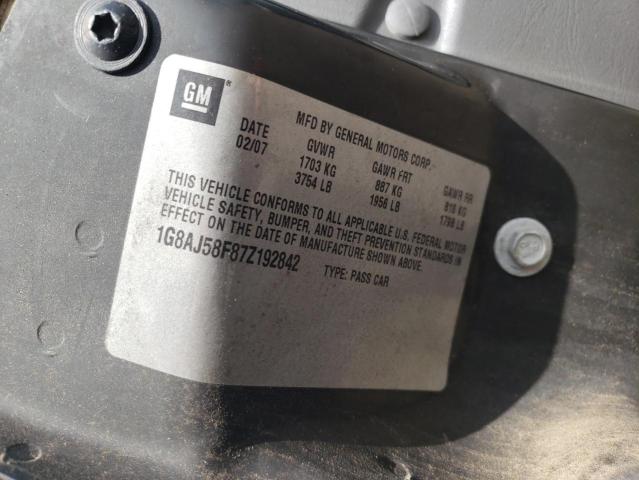 GM ®
MFD BY GENERAL MOTORS CORP.
DATE GVWR GAWR FRT GAWR RR
02/07 1703 KG 887 KG 816 KG
3754 LB 1956 LB 1798 LB
THIS VEHICLE CONFORMS TO ALL APPLICABLE U.S. FEDERAL MOTOR
VEHICLE SAFETY, BUMPER, AND THEFT PREVENTION STANDARDS IN
EFFECT ON THE DATE OF MANUFACTURE SHOWN ABOVE.
1G8AJ58F87Z192842 TYPE: PASS CAR